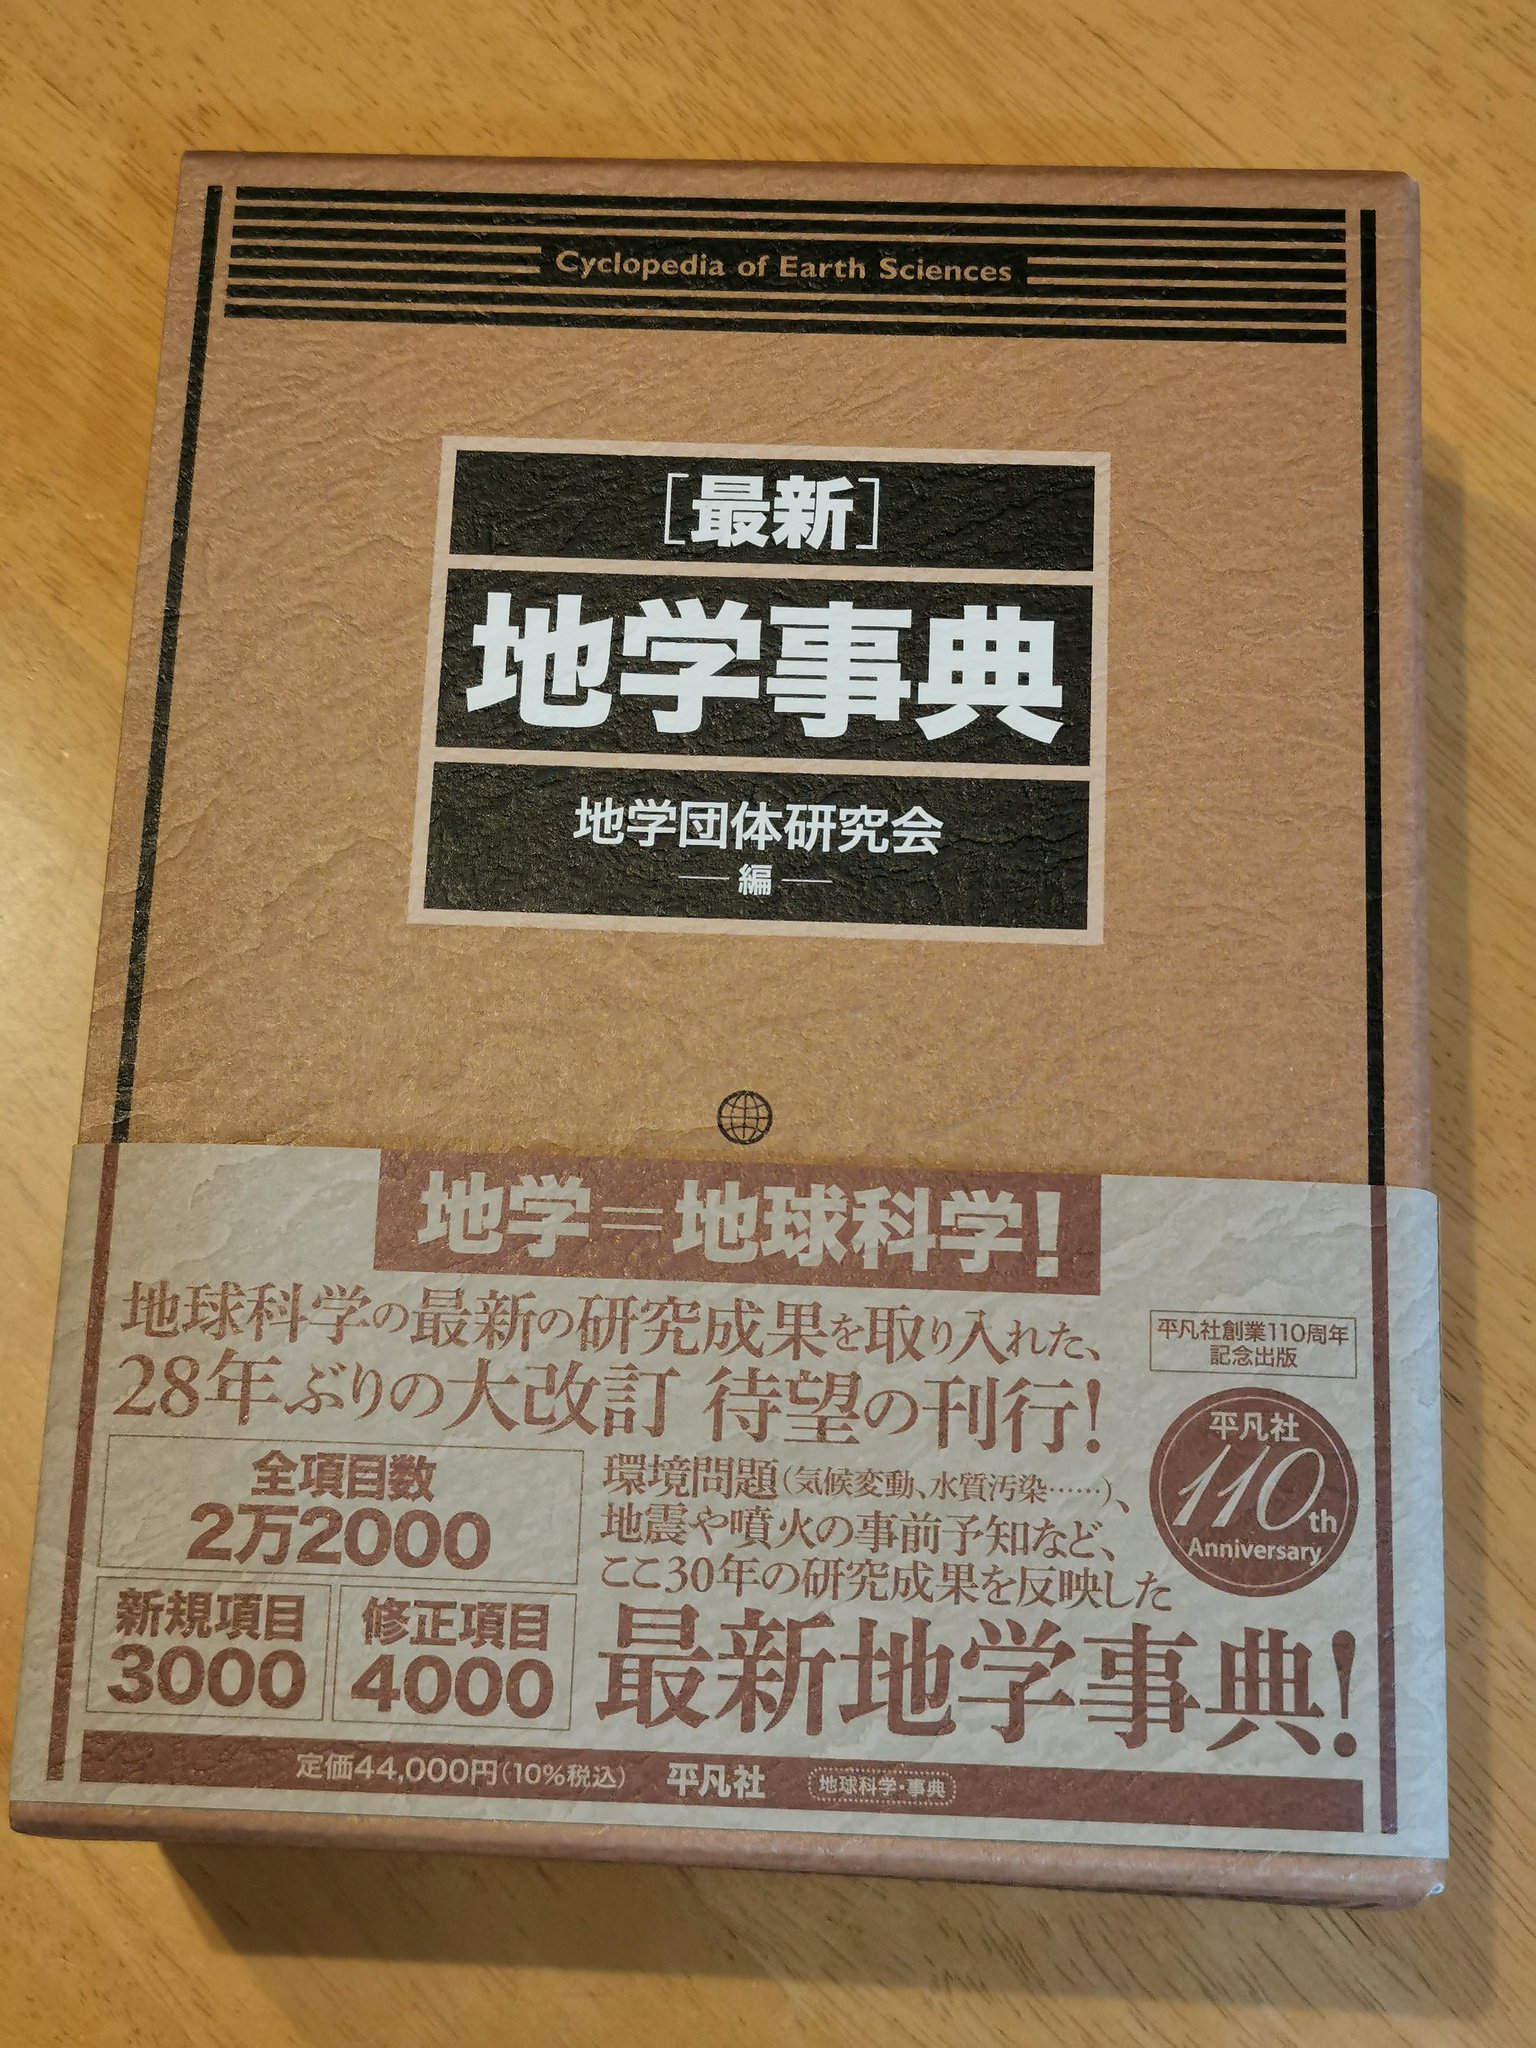 Cyclopedia of Earth Sciences
[最新]
地学事典
地学団体研究会
― 編 ―
地学=地球科学!
地球科学の最新の研究成果を取り入れた、
28年ぶりの大改訂 待望の刊行!
平凡社創業110周年
記念出版
平凡社
110th
Anniversary
全項目数
2万2000
新規項目
3000
修正項目
4000
環境問題(気候変動、水質汚染……)、
地震や噴火の事前予知など、
ここ30年の研究成果を反映した
最新地学事典!
定価44,000円(10%税込) 平凡社 地球科学・事典